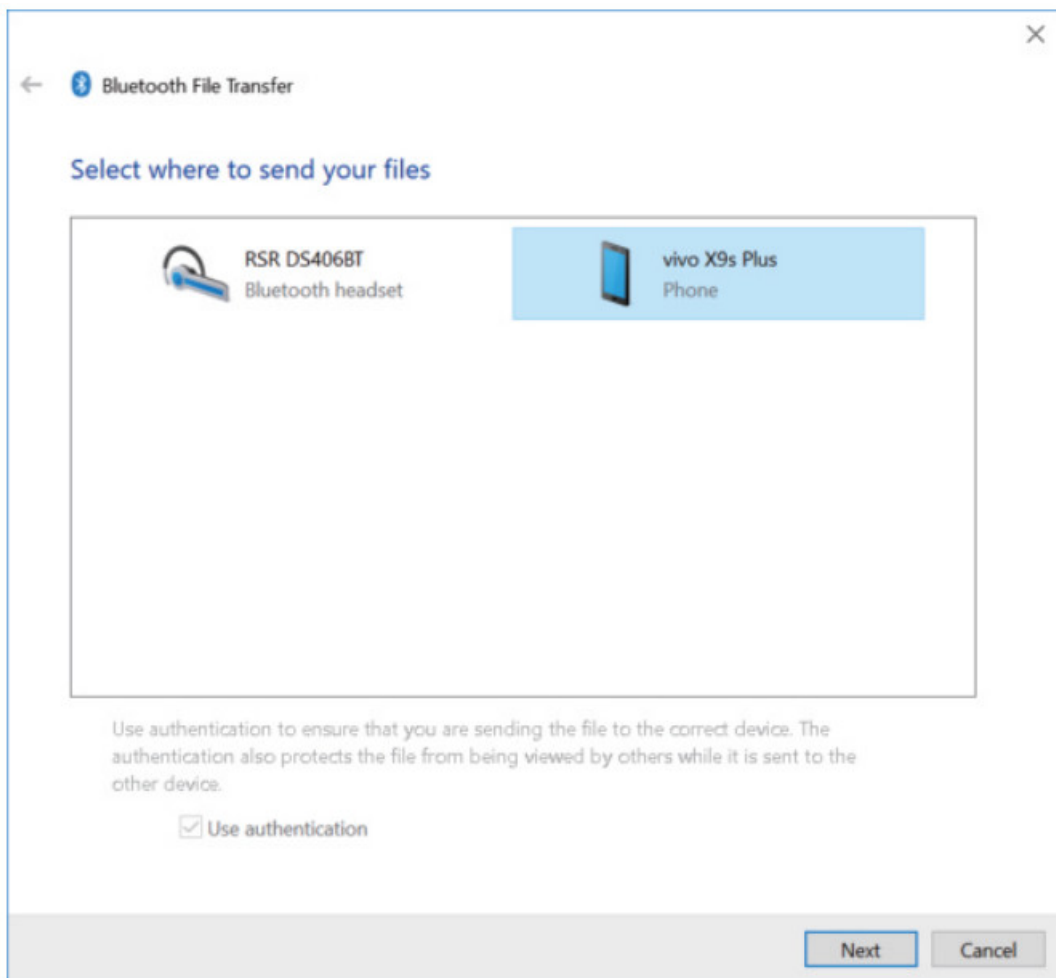 Bluetooth File Transfer
Select where to send your files
RSR DS406BT
Bluetooth headset
vivo X9s Plus
Phone
Use authentication to ensure that you are sending the file to the correct device. The
authentication also protects the file from being viewed by others while it is sent to the
other device.
Use authentication
Next
Cancel